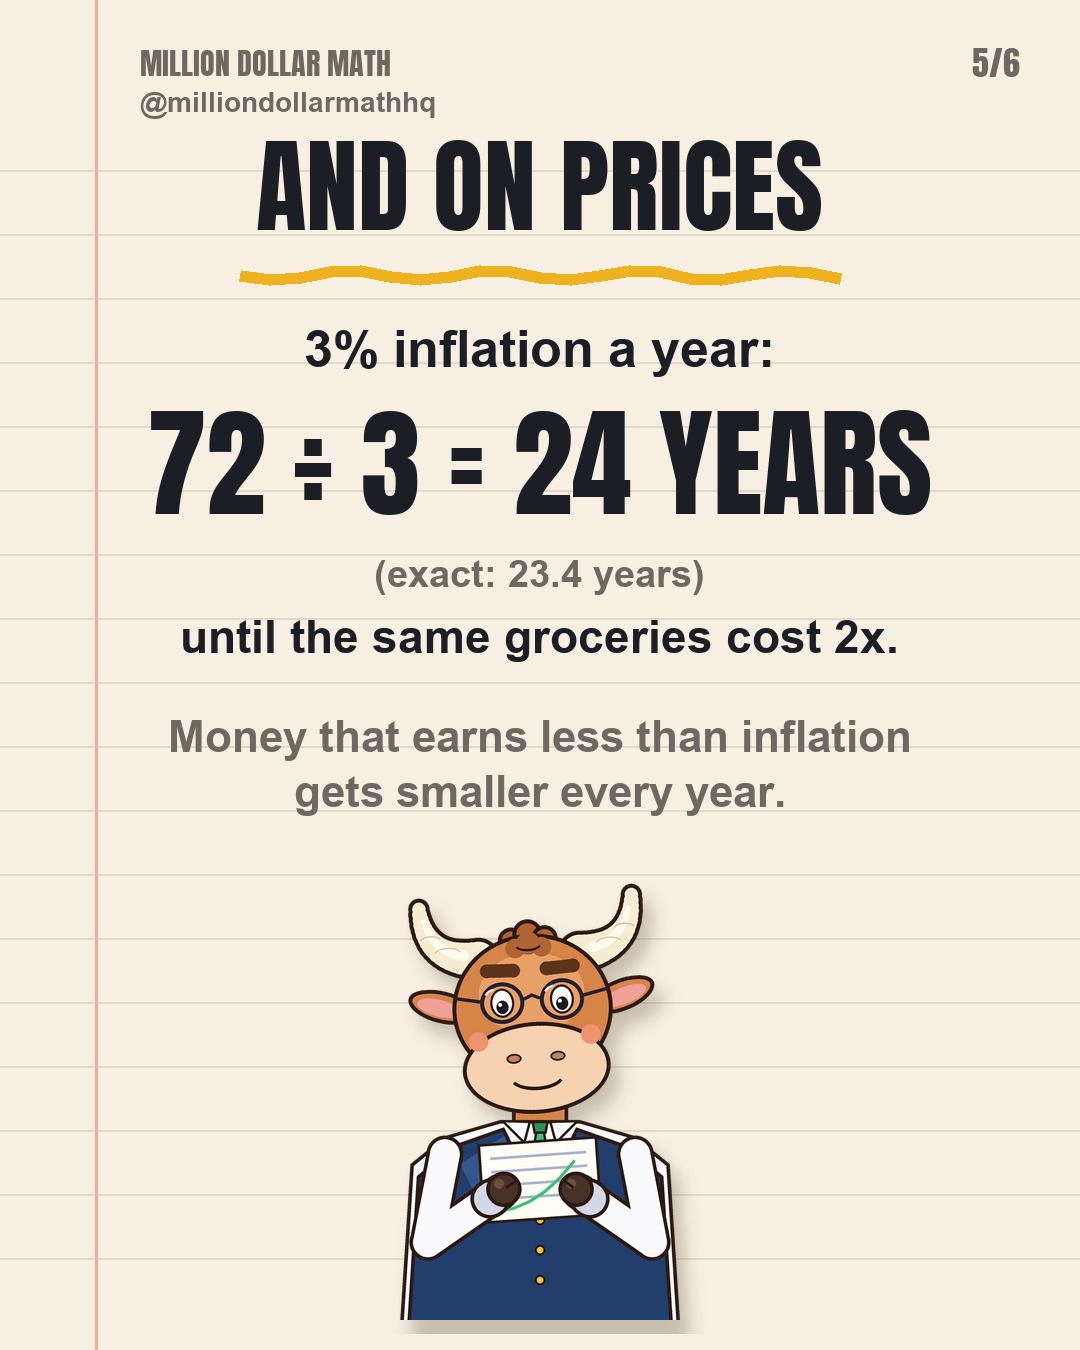 MILLION DOLLAR MATH
5/6
@milliondollarmathhq
AND ON PRICES
3% inflation a year:
72 ÷ 3 = 24 YEARS
(exact: 23.4 years)
until the same groceries cost 2x.
Money that earns less than inflation
gets smaller every year.